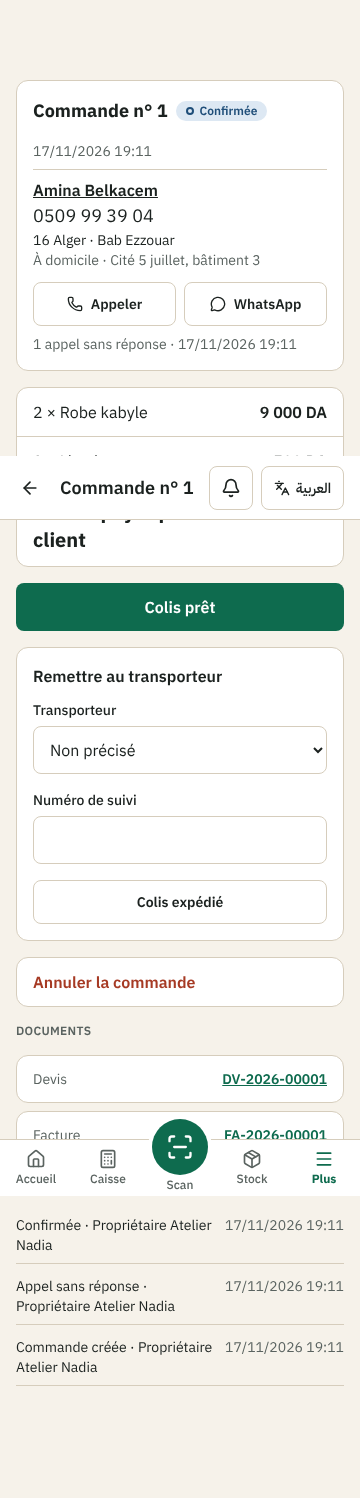 Commande n° 1 Confirmée
17/11/2026 19:11
Amina Belkacem
0509 99 39 04
16 Alger · Bab Ezzouar
À domicile · Cité 5 juillet, bâtiment 3
Appeler WhatsApp
1 appel sans réponse · 17/11/2026 19:11
2 × Robe kabyle 9 000 DA
Commande n° 1 العربية
client
Colis prêt
Remettre au transporteur
Transporteur
Non précisé
Numéro de suivi
Colis expédié
Annuler la commande
DOCUMENTS
Devis DV-2026-00001
Facture FA-2026-00001
Accueil Caisse Scan Stock Plus
Confirmée · Propriétaire Atelier Nadia 17/11/2026 19:11
Appel sans réponse · Propriétaire Atelier Nadia 17/11/2026 19:11
Commande créée · Propriétaire Atelier Nadia 17/11/2026 19:11